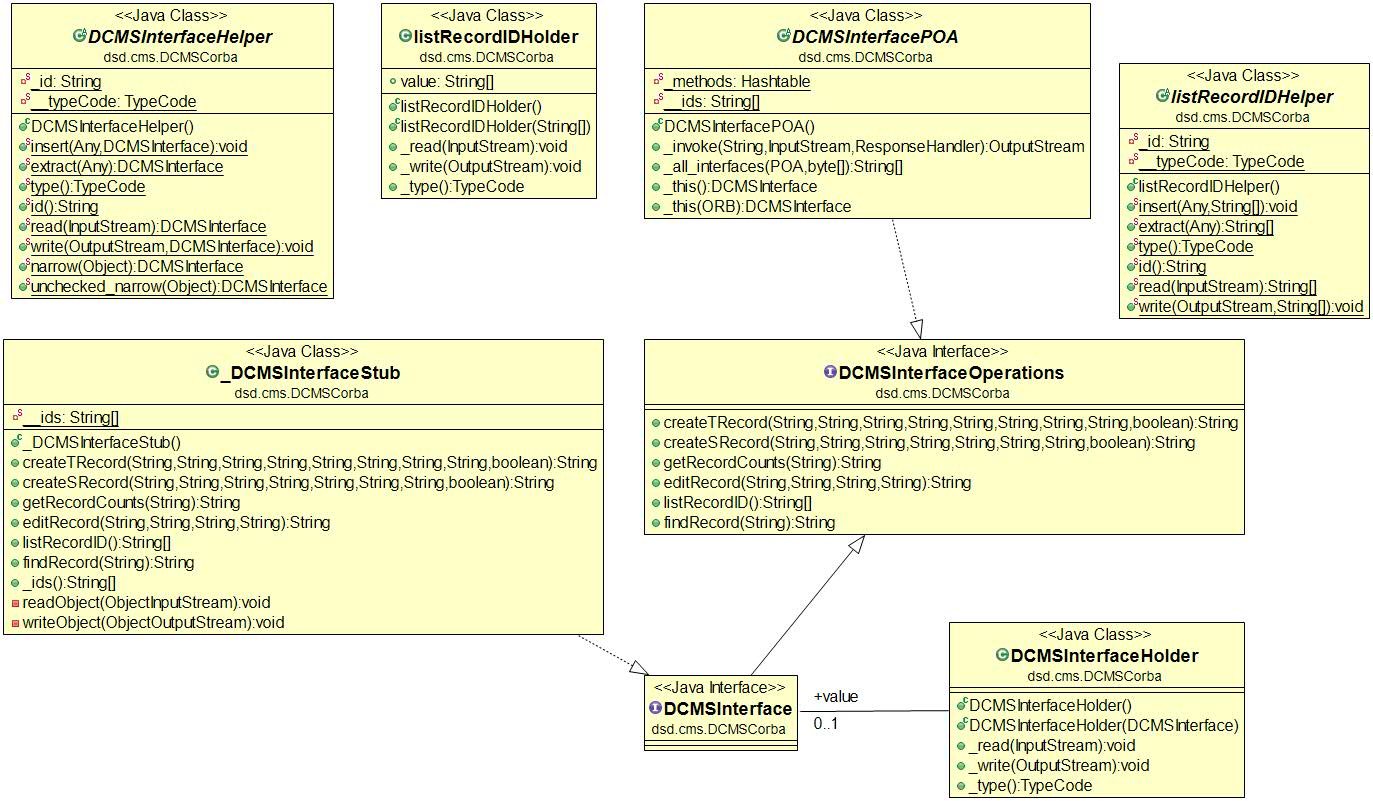 <<Java Class>>
DCMSInterfaceHelper
dsd.cms.DCMSCorba
_id: String
__typeCode: TypeCode
DCMSInterfaceHelper()
insert(Any,DCMSInterface):void
extract(Any):DCMSInterface
type():TypeCode
id():String
read(InputStream):DCMSInterface
write(OutputStream,DCMSInterface):void
narrow(Object):DCMSInterface
unchecked_narrow(Object):DCMSInterface
<<Java Class>>
listRecordIDHolder
dsd.cms.DCMSCorba
value: String[]
listRecordIDHolder()
listRecordIDHolder(String[])
_read(InputStream):void
_write(OutputStream):void
_type():TypeCode
<<Java Class>>
DCMSInterfacePOA
dsd.cms.DCMSCorba
_methods: Hashtable
__ids: String[]
DCMSInterfacePOA()
_invoke(String,InputStream,ResponseHandler):OutputStream
_all_interfaces(POA,byte[]):String[]
_this():DCMSInterface
_this(ORB):DCMSInterface
<<Java Class>>
listRecordIDHelper
dsd.cms.DCMSCorba
_id: String
__typeCode: TypeCode
listRecordIDHelper()
insert(Any,String[]):void
extract(Any):String[]
type():TypeCode
id():String
read(InputStream):String[]
write(OutputStream,String[]):void
<<Java Class>>
_DCMSInterfaceStub
dsd.cms.DCMSCorba
__ids: String[]
_DCMSInterfaceStub()
createTRecord(String,String,String,String,String,String,String,String,boolean):String
createSRecord(String,String,String,String,String,String,String,boolean):String
getRecordCounts(String):String
editRecord(String,String,String,String):String
listRecordID():String[]
findRecord(String):String
_ids():String[]
readObject(ObjectInputStream):void
writeObject(ObjectOutputStream):void
<<Java Interface>>
DCMSInterfaceOperations
dsd.cms.DCMSCorba
createTRecord(String,String,String,String,String,String,String,String,boolean):String
createSRecord(String,String,String,String,String,String,String,boolean):String
getRecordCounts(String):String
editRecord(String,String,String,String):String
listRecordID():String[]
findRecord(String):String
<<Java Interface>>
DCMSInterface
dsd.cms.DCMSCorba
+value
0..1
<<Java Class>>
DCMSInterfaceHolder
dsd.cms.DCMSCorba
DCMSInterfaceHolder()
DCMSInterfaceHolder(DCMSInterface)
_read(InputStream):void
_write(OutputStream):void
_type():TypeCode